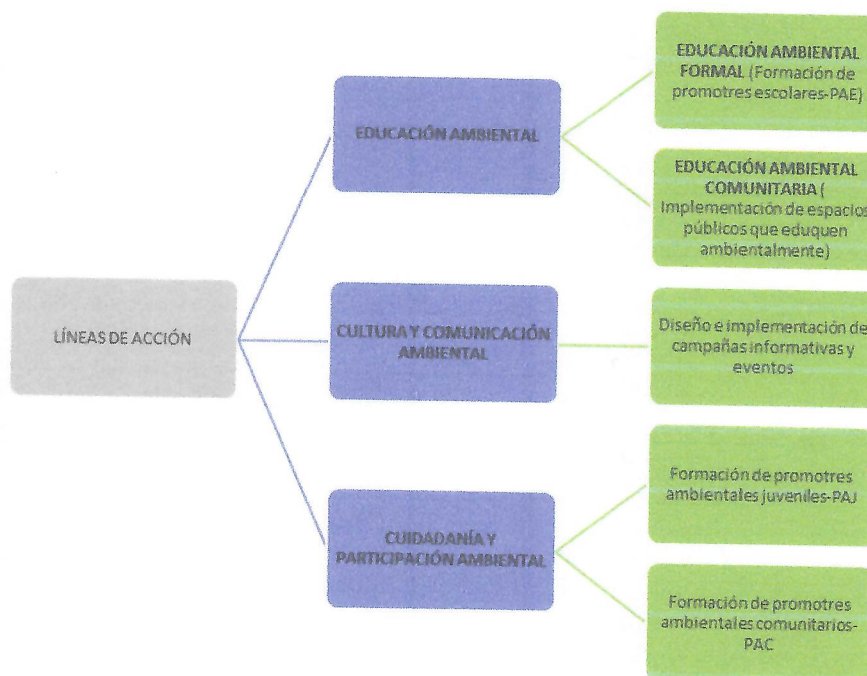 EDUCACIÓN AMBIENTAL
FORMAL (Formación de
promotres escolares-PAE)
EDUCACIÓN AMBIENTAL
EDUCACIÓN AMBIENTAL
COMUNITARIA (
Implementación de espacios
públicos que eduquen
ambientalmente)
LÍNEAS DE ACCIÓN
CULTURA Y COMUNICACIÓN
AMBIENTAL
Diseño e implementación de
campañas informativas y
eventos
Formación de promotres
ambientales juveniles-PAJ
CUIDADANÍA Y
PARTICIPACIÓN AMBIENTAL
Formación de promotres
ambientales comunitarios-
PAC